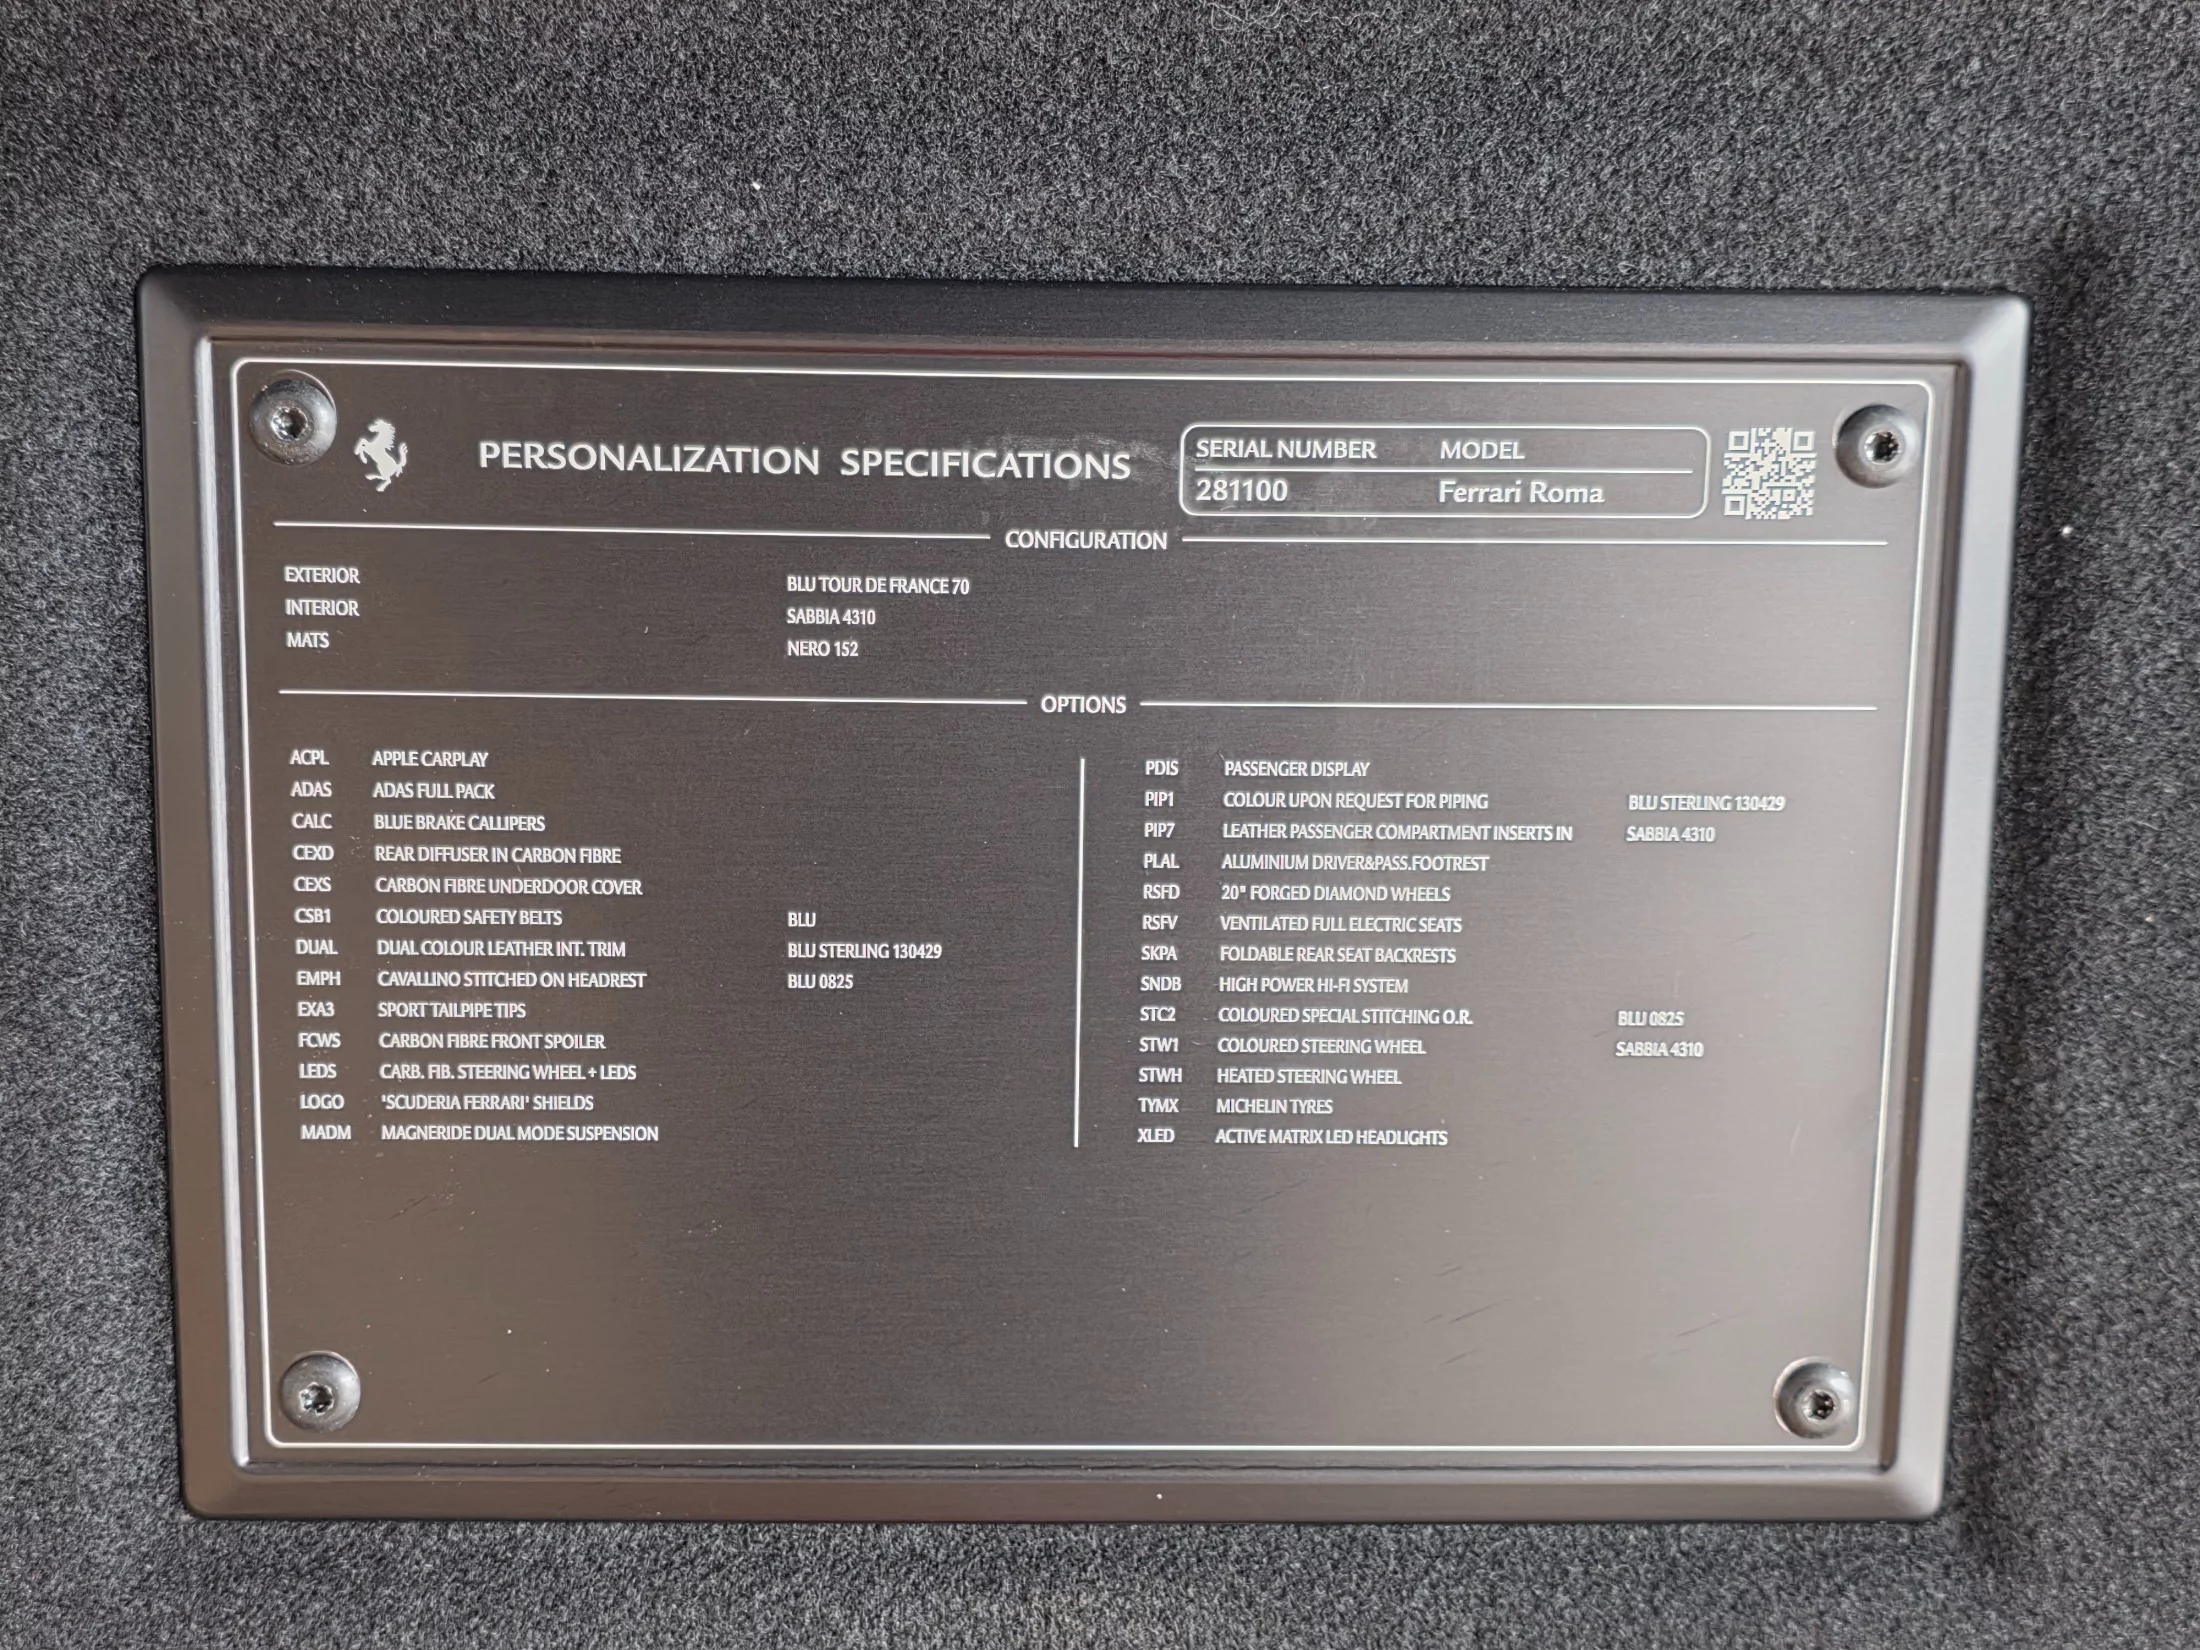 PERSONALIZATION SPECIFICATIONS
SERIAL NUMBER MODEL
281100 Ferrari Roma
CONFIGURATION
EXTERIOR BLU TOUR DE FRANCE 70
INTERIOR SABBIA 4310
MATS NERO 152
OPTIONS
ACPL APPLE CARPLAY
ADAS ADAS FULL PACK
CALC BLUE BRAKE CALLIPERS
CEXD REAR DIFFUSER IN CARBON FIBRE
CEXS CARBON FIBRE UNDERDOOR COVER
CSB1 COLOURED SAFETY BELTS BLU
DUAL DUAL COLOUR LEATHER INT. TRIM BLU STERLING 130429
EMPH CAVALLINO STITCHED ON HEADREST BLU 0825
EXA3 SPORT TAILPIPE TIPS
FCWS CARBON FIBRE FRONT SPOILER
LEDS CARB. FIB. STEERING WHEEL + LEDS
LOGO 'SCUDERIA FERRARI' SHIELDS
MADM MAGNERIDE DUAL MODE SUSPENSION
PDIS PASSENGER DISPLAY
PIP1 COLOUR UPON REQUEST FOR PIPING BLU STERLING 130429
PIP7 LEATHER PASSENGER COMPARTMENT INSERTS IN SABBIA 4310
PLAL ALUMINIUM DRIVER&PASS.FOOTREST
RSFD 20" FORGED DIAMOND WHEELS
RSFV VENTILATED FULL ELECTRIC SEATS
SKPA FOLDABLE REAR SEAT BACKRESTS
SNDB HIGH POWER HI-FI SYSTEM
STC2 COLOURED SPECIAL STITCHING O.R. BLU 0825
STW1 COLOURED STEERING WHEEL SABBIA 4310
STWH HEATED STEERING WHEEL
TYMX MICHELIN TYRES
XLED ACTIVE MATRIX LED HEADLIGHTS